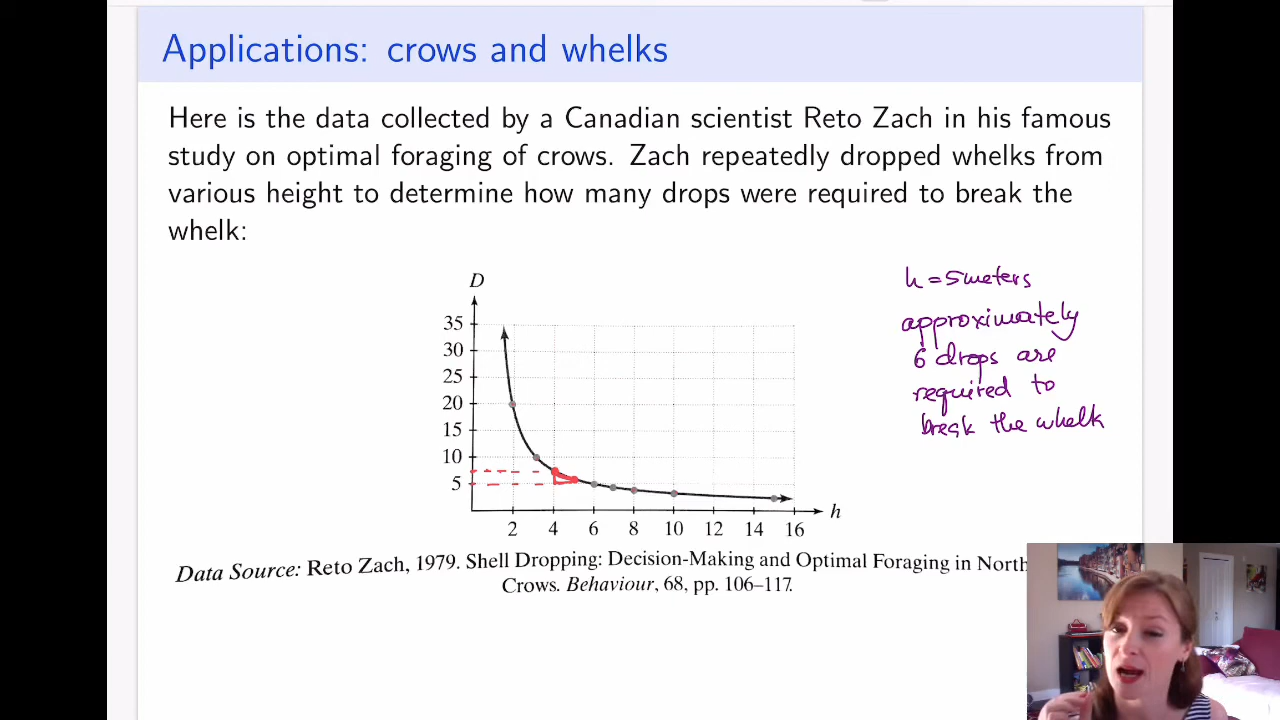 Applications: crows and whelks
Here is the data collected by a Canadian scientist Reto Zach in his famous
study on optimal foraging of crows. Zach repeatedly dropped whelks from
various height to determine how many drops were required to break the
whelk:
D
35
30
25
20
15
10
5
2 4 6 8 10 12 14 16 h
h = 5 meters
approximately
6 drops are
required to
break the whelk
Data Source: Reto Zach, 1979. Shell Dropping: Decision-Making and Optimal Foraging in North
Crows. Behaviour, 68, pp. 106–117.